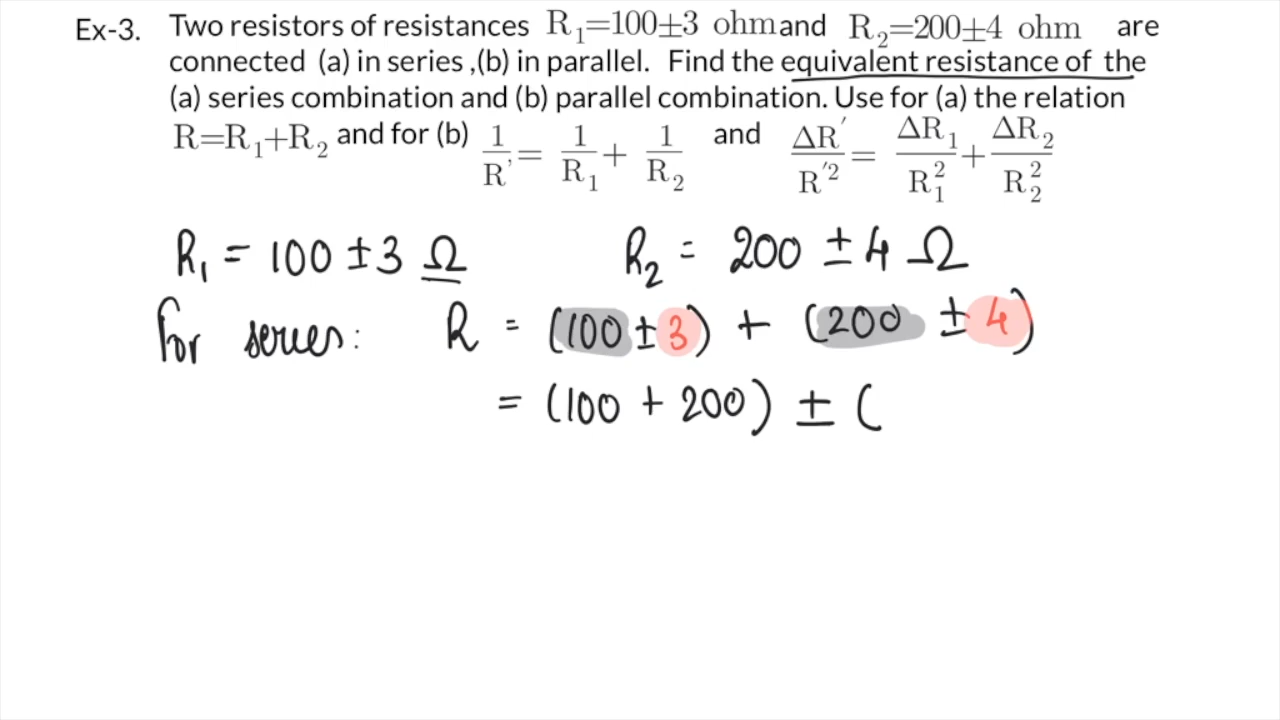 Ex-3. Two resistors of resistances R₁=100±3 ohm and R₂=200±4 ohm are
connected (a) in series ,(b) in parallel. Find the equivalent resistance of the
(a) series combination and (b) parallel combination. Use for (a) the relation
R=R₁+R₂ and for (b) 1/R' = 1/R₁ + 1/R₂ and ΔR'/R'² = ΔR₁/R₁² + ΔR₂/R₂²
R₁ = 100 ±3 Ω R₂ = 200 ±4 Ω
for series: R = (100 ±3) + (200 ±4)
= (100 + 200) ± (